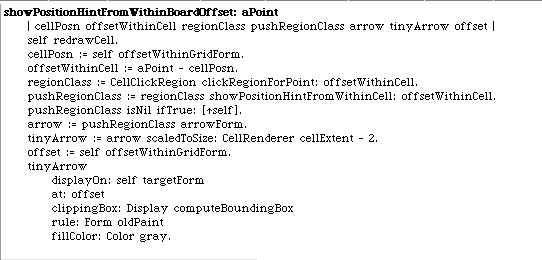 showPositionHintFromWithinBoardOffset: aPoint
| cellPosn offsetWithinCell regionClass pushRegionClass arrow tinyArrow offset |
self redrawCell.
cellPosn := self offsetWithinGridForm.
offsetWithinCell := aPoint - cellPosn.
regionClass := CellClickRegion clickRegionForPoint: offsetWithinCell.
pushRegionClass := regionClass showPositionHintFromWithinCell: offsetWithinCell.
pushRegionClass isNil ifTrue: [↑self].
arrow := pushRegionClass arrowForm.
tinyArrow := arrow scaledToSize: CellRenderer cellExtent - 2.
offset := self offsetWithinGridForm.
tinyArrow
displayOn: self targetForm
at: offset
clippingBox: Display computeBoundingBox
rule: Form oldPaint
fillColor: Color gray.